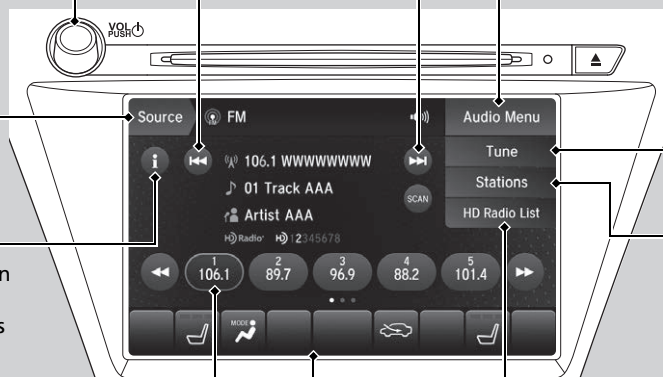 VOL
PUSH
Source
FM
Audio Menu
i
106.1 WWWWWWWW
Tune
01 Track AAA
Stations
SCAN
Artist AAA
HD Radio List
HD Radio HD 12345678
n
s
1
106.1
2
89.7
3
96.9
4
88.2
5
101.4
MODE